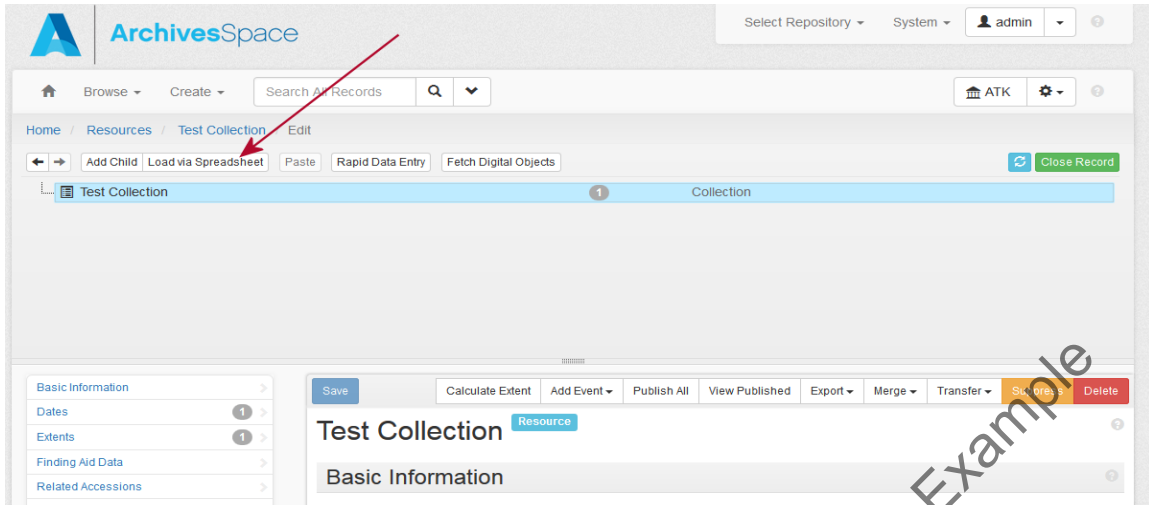 ArchivesSpace
Select Repository System admin
Browse Create Search All Records ATK
Home / Resources / Test Collection Edit
Add Child Load via Spreadsheet Paste Rapid Data Entry Fetch Digital Objects Close Record
Test Collection 1 Collection
Basic Information
Dates 1
Extents 1
Finding Aid Data
Related Accessions
Save Calculate Extent Add Event Publish All View Published Export Merge Transfer Suppress Delete
Test Collection Resource
Basic Information
Example